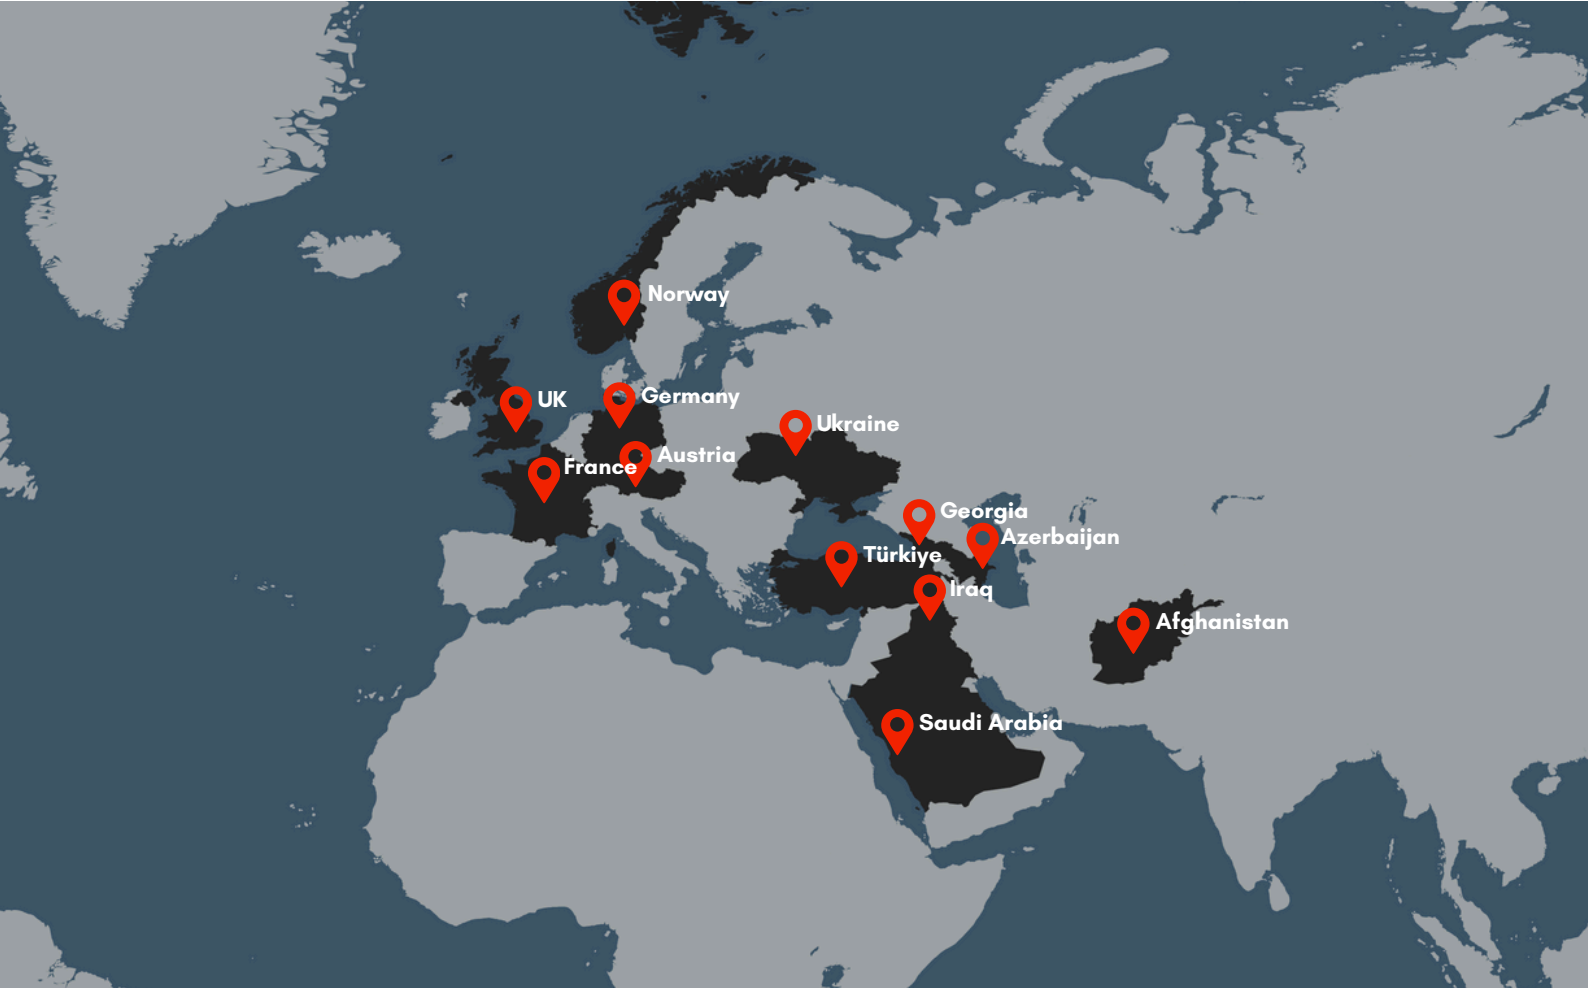 Norway
UK
Germany
Ukraine
Austria
France
Georgia
Azerbaijan
Türkiye
Iraq
Afghanistan
Saudi Arabia